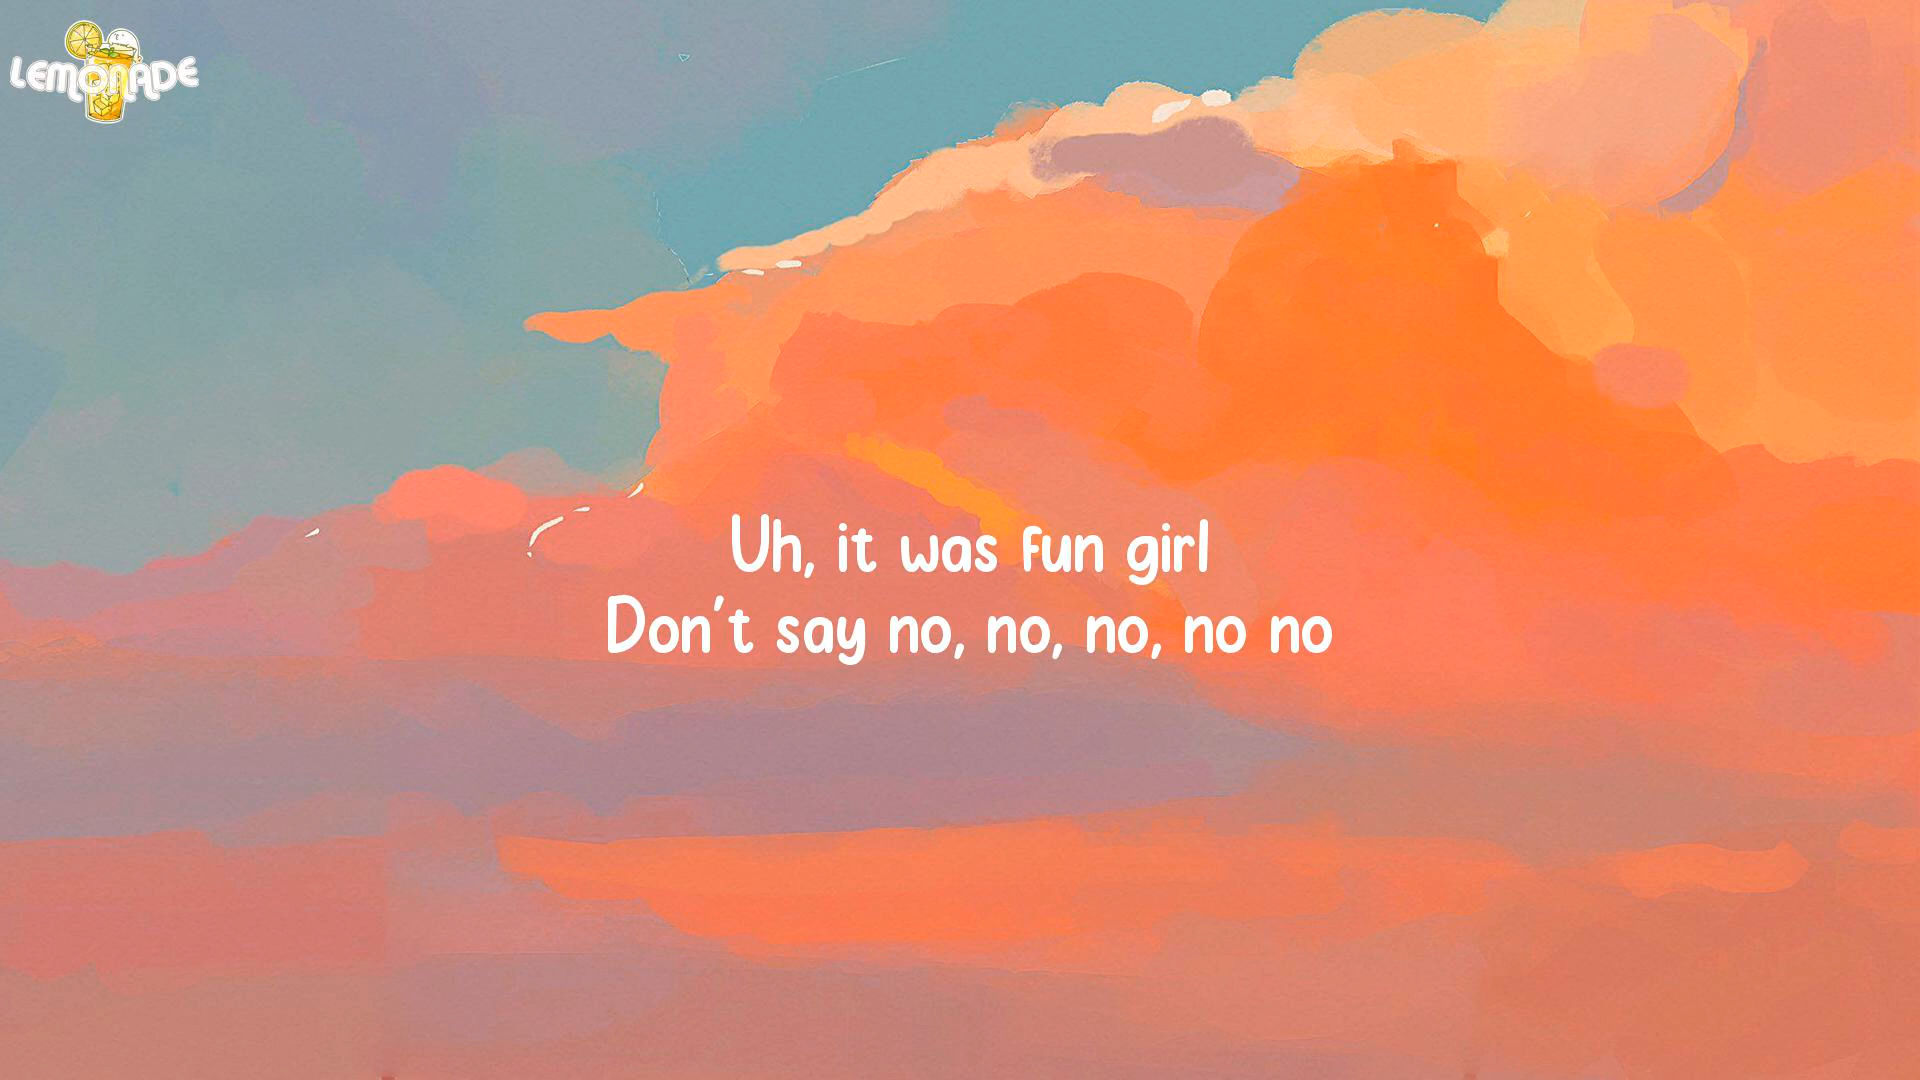 LEMONADE
Uh, it was fun girl
Don't say no, no, no, no no